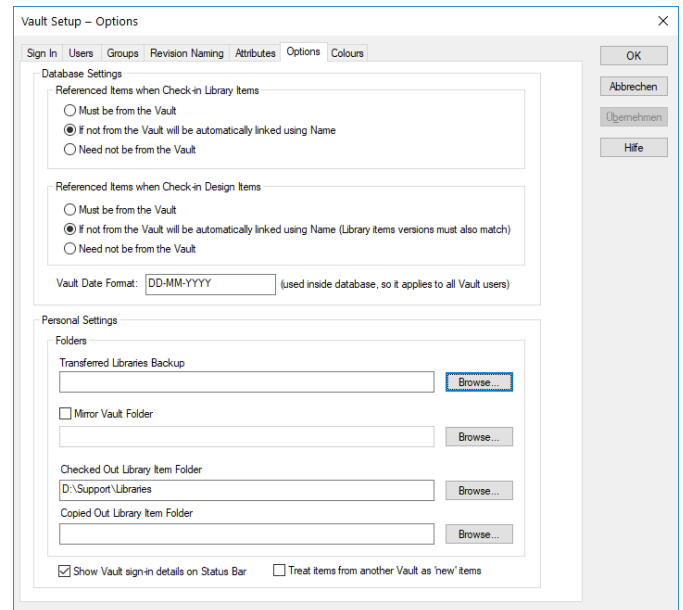 Vault Setup – Options
Sign In Users Groups Revision Naming Attributes Options Colours
OK
Abbrechen
Übernehmen
Hilfe
Database Settings
Referenced Items when Check-in Library Items
Must be from the Vault
If not from the Vault will be automatically linked using Name
Need not be from the Vault
Referenced Items when Check-in Design Items
Must be from the Vault
If not from the Vault will be automatically linked using Name (Library items versions must also match)
Need not be from the Vault
Vault Date Format: DD-MM-YYYY (used inside database, so it applies to all Vault users)
Personal Settings
Folders
Transferred Libraries Backup
Browse...
Mirror Vault Folder
Browse...
Checked Out Library Item Folder
D:\Support\Libraries Browse...
Copied Out Library Item Folder
Browse...
Show Vault sign-in details on Status Bar Treat items from another Vault as 'new' items